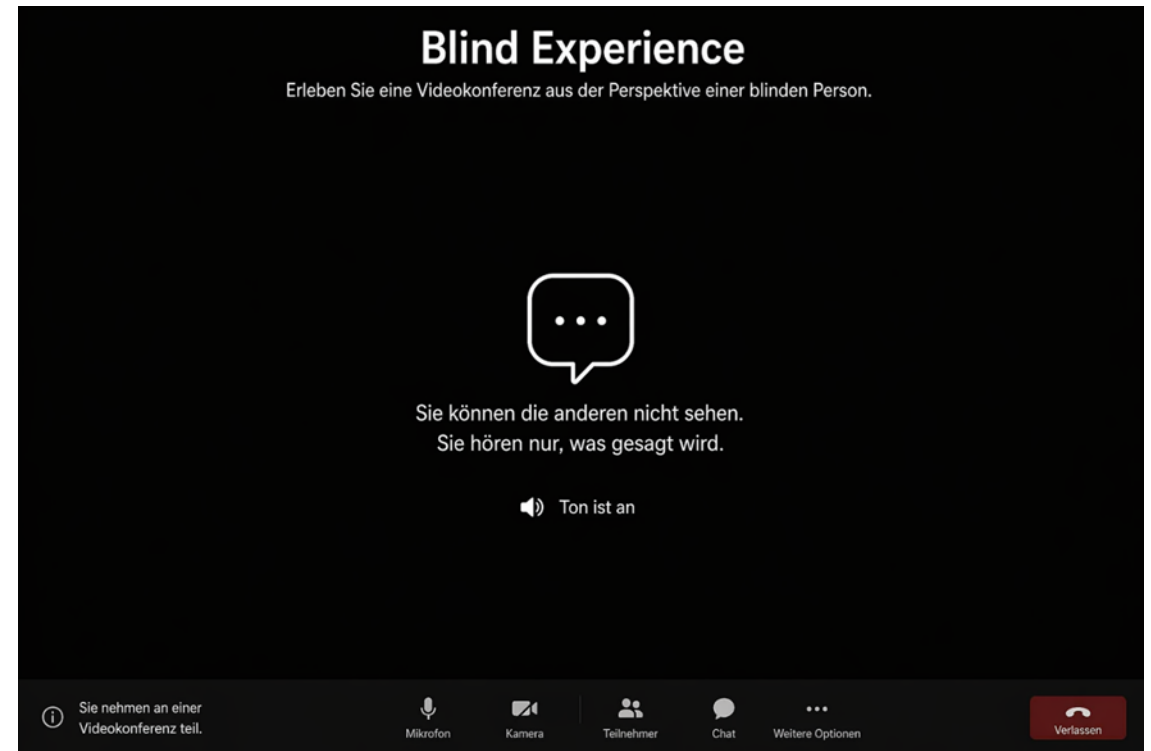 Blind Experience
Erleben Sie eine Videokonferenz aus der Perspektive einer blinden Person.
Sie können die anderen nicht sehen.
Sie hören nur, was gesagt wird.
Ton ist an
Sie nehmen an einer
Videokonferenz teil.
Mikrofon
Kamera
Teilnehmer
Chat
Weitere Optionen
Verlassen